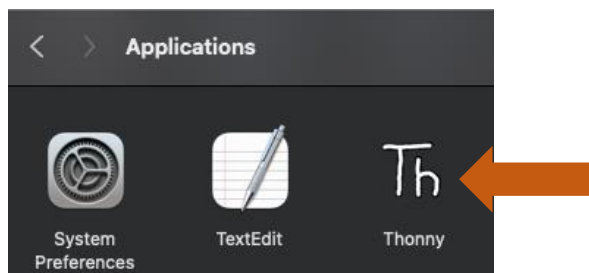 Applications
Th
System
Preferences
TextEdit
Thonny